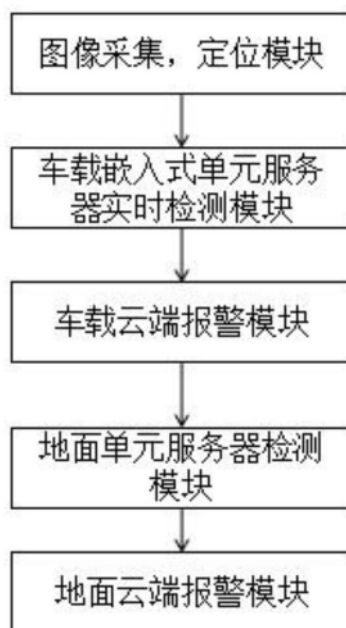 图像采集，定位模块
车载嵌入式单元服务
器实时检测模块
车载云端报警模块
地面单元服务器检测
模块
地面云端报警模块